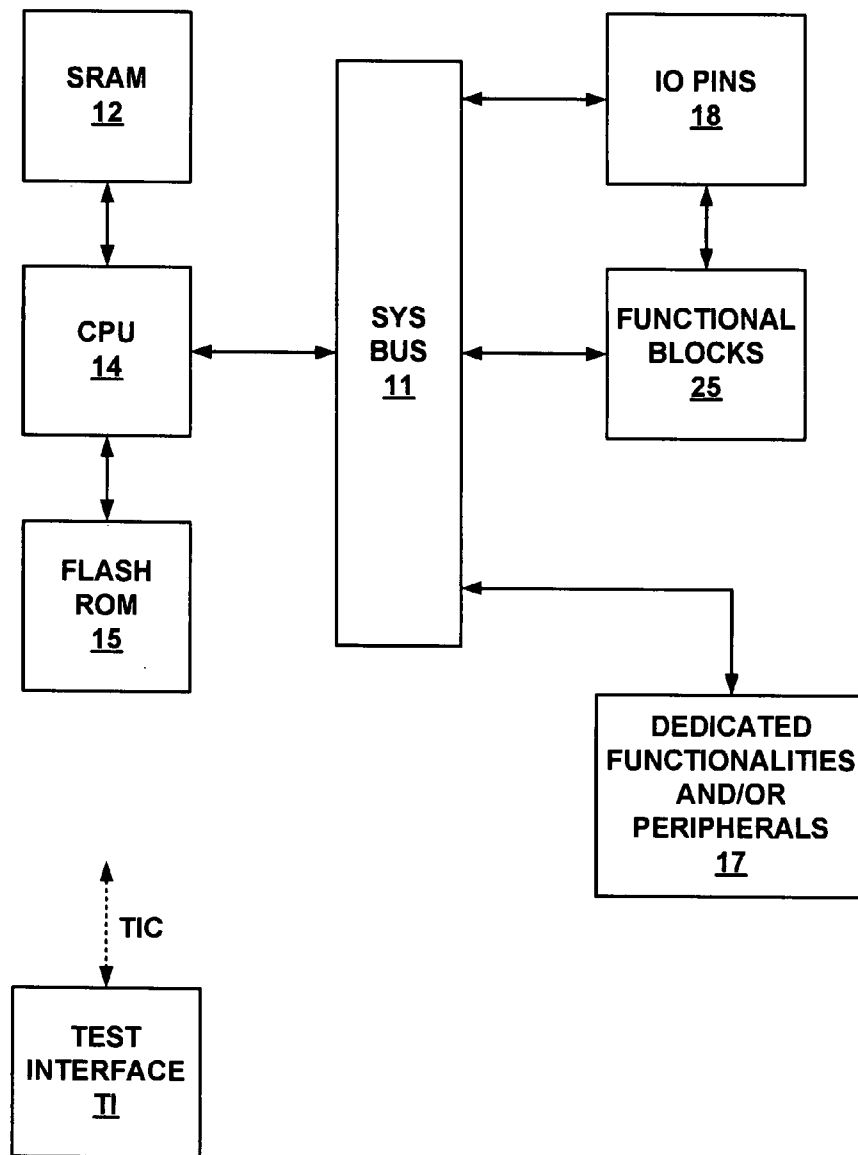 SRAM
12
IO PINS
18
CPU
14
SYS
BUS
11
FUNCTIONAL
BLOCKS
25
FLASH
ROM
15
DEDICATED
FUNCTIONALITIES
AND/OR
PERIPHERALS
17
TIC
TEST
INTERFACE
TI